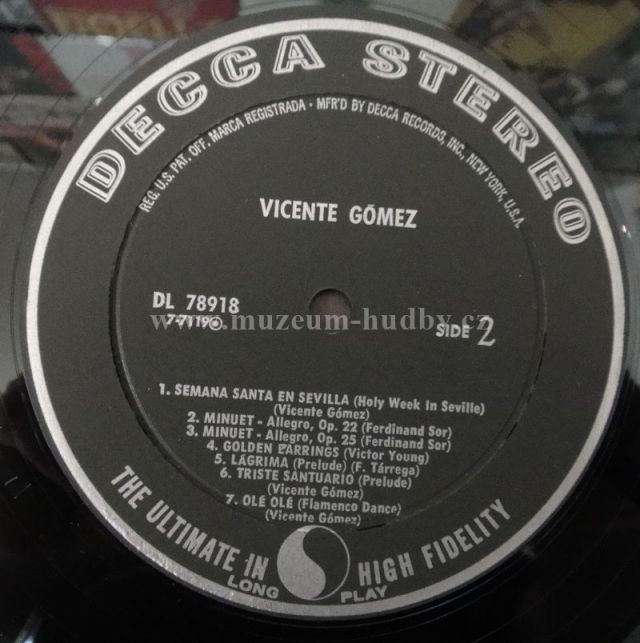 DECCA STEREO
REG. U.S. PAT. OFF. MARCA REGISTRADA • MFR'D BY DECCA RECORDS, INC., NEW YORK, U.S.A.
VICENTE GÓMEZ
DL 78918
7-7119
SIDE 2
www.muzeum-hudby.cz
1. SEMANA SANTA EN SEVILLA (Holy Week In Seville)
(Vicente Gómez)
2. MINUET - Allegro, Op. 22 (Ferdinand Sor)
3. MINUET - Allegro, Op. 25 (Ferdinand Sor)
4. GOLDEN EARRINGS (Victor Young)
5. LÁGRIMA (Prelude) (F. Tárrega)
6. TRISTE SANTUARIO (Prelude)
(Vicente Gómez)
7. OLÉ OLÉ (Flamenco Dance)
(Vicente Gómez)
THE ULTIMATE IN HIGH FIDELITY
LONG PLAY